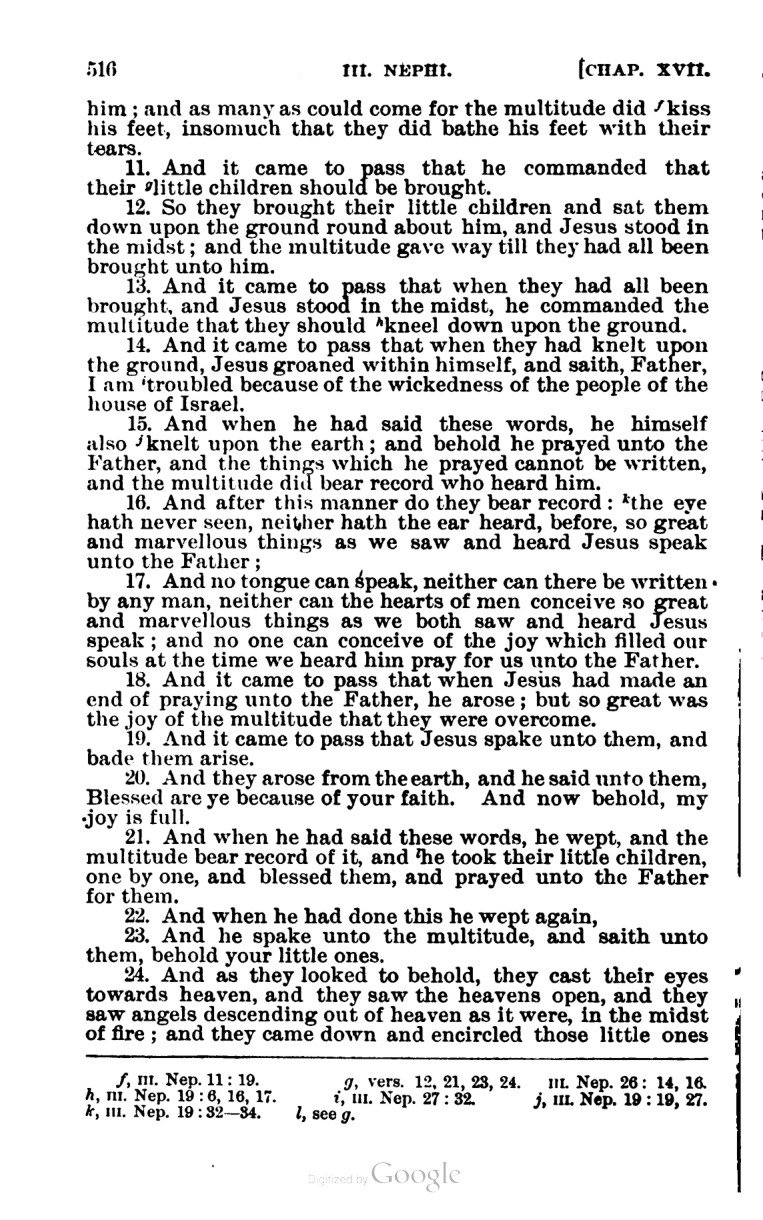 516 III. NEPHI. [CHAP. XVII.
him; and as many as could come for the multitude did f kiss
his feet, insomuch that they did bathe his feet with their
tears.
11. And it came to pass that he commanded that
their g little children should be brought.
12. So they brought their little children and sat them
down upon the ground round about him, and Jesus stood in
the midst; and the multitude gave way till they had all been
brought unto him.
13. And it came to pass that when they had all been
brought, and Jesus stood in the midst, he commanded the
multitude that they should h kneel down upon the ground.
14. And it came to pass that when they had knelt upon
the ground, Jesus groaned within himself, and saith, Father,
I am i troubled because of the wickedness of the people of the
house of Israel.
15. And when he had said these words, he himself
also j knelt upon the earth; and behold he prayed unto the
Father, and the things which he prayed cannot be written,
and the multitude did bear record who heard him.
16. And after this manner do they bear record: k the eye
hath never seen, neither hath the ear heard, before, so great
and marvellous things as we saw and heard Jesus speak
unto the Father;
17. And no tongue can speak, neither can there be written
by any man, neither can the hearts of men conceive so great
and marvellous things as we both saw and heard Jesus
speak; and no one can conceive of the joy which filled our
souls at the time we heard him pray for us unto the Father.
18. And it came to pass that when Jesus had made an
end of praying unto the Father, he arose; but so great was
the joy of the multitude that they were overcome.
19. And it came to pass that Jesus spake unto them, and
bade them arise.
20. And they arose from the earth, and he said unto them,
Blessed are ye because of your faith. And now behold, my
joy is full.
21. And when he had said these words, he wept, and the
multitude bear record of it, and l he took their little children,
one by one, and blessed them, and prayed unto the Father
for them.
22. And when he had done this he wept again,
23. And he spake unto the multitude, and saith unto
them, behold your little ones.
24. And as they looked to behold, they cast their eyes
towards heaven, and they saw the heavens open, and they
saw angels descending out of heaven as it were, in the midst
of fire; and they came down and encircled those little ones
f, III. Nep. 11: 19. g, vers. 12, 21, 23, 24. III. Nep. 26: 14, 16.
h, III. Nep. 19: 6, 16, 17. i, III. Nep. 27: 32. j, III. Nep. 19: 19, 27.
k, III. Nep. 19: 32—34. l, see g.
Digitized by Google